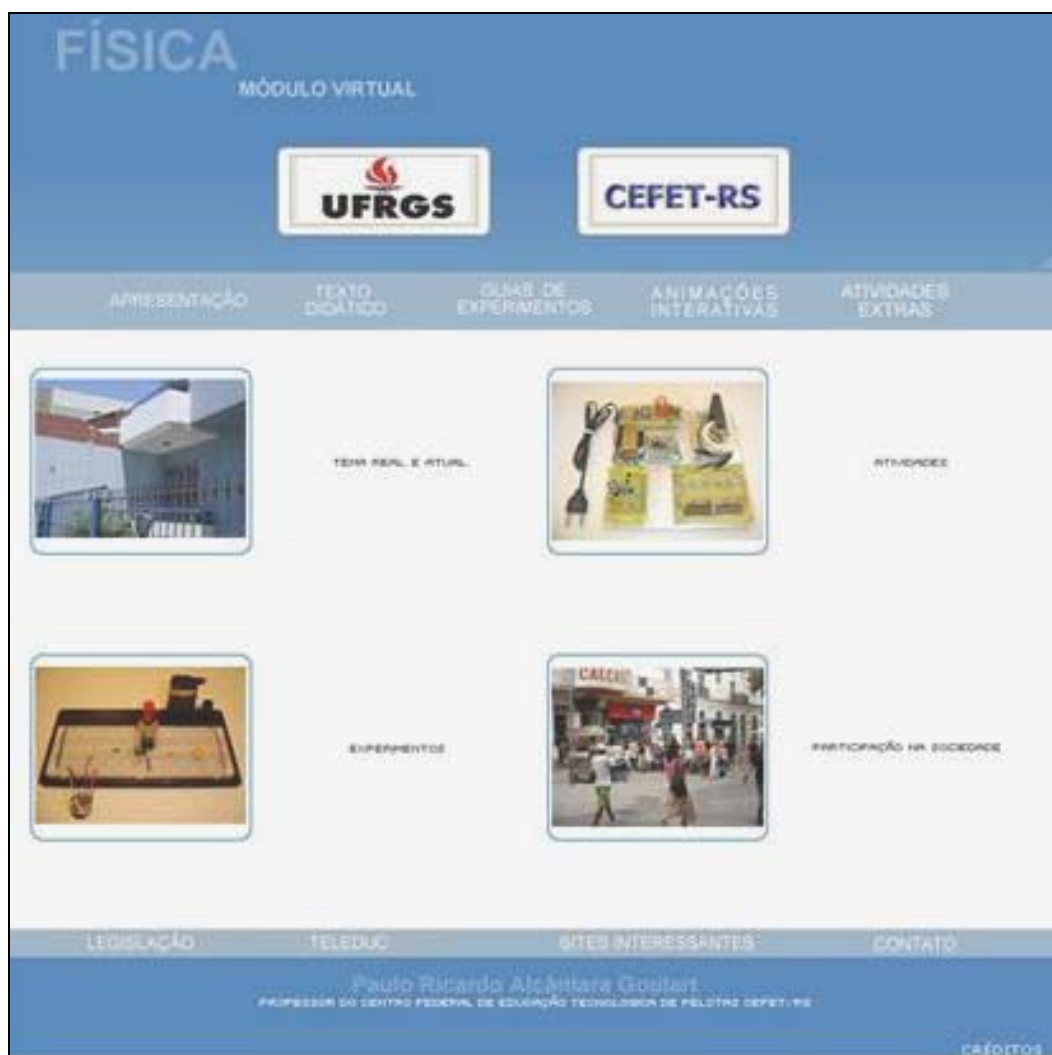 FÍSICA
MÓDULO VIRTUAL
UFRGS
CEFET-RS
APRESENTAÇÃO
TEXTO
DIDÁTICO
GUIAS DE
EXPERIMENTOS
ANIMAÇÕES
INTERATIVAS
ATIVIDADES
EXTRAS
TEMA REAL E ATUAL
ATIVIDADES
EXPERIMENTOS
PARTICIPAÇÃO NA SOCIEDADE
LEGISLAÇÃO
TELEDUC
SITES INTERESSANTES
CONTATO
Paulo Ricardo Alcântara Goulart
PROFESSOR DO CENTRO FEDERAL DE EDUCAÇÃO TECNOLOGICA DE PELOTAS CEFET-RS
CRÉDITOS